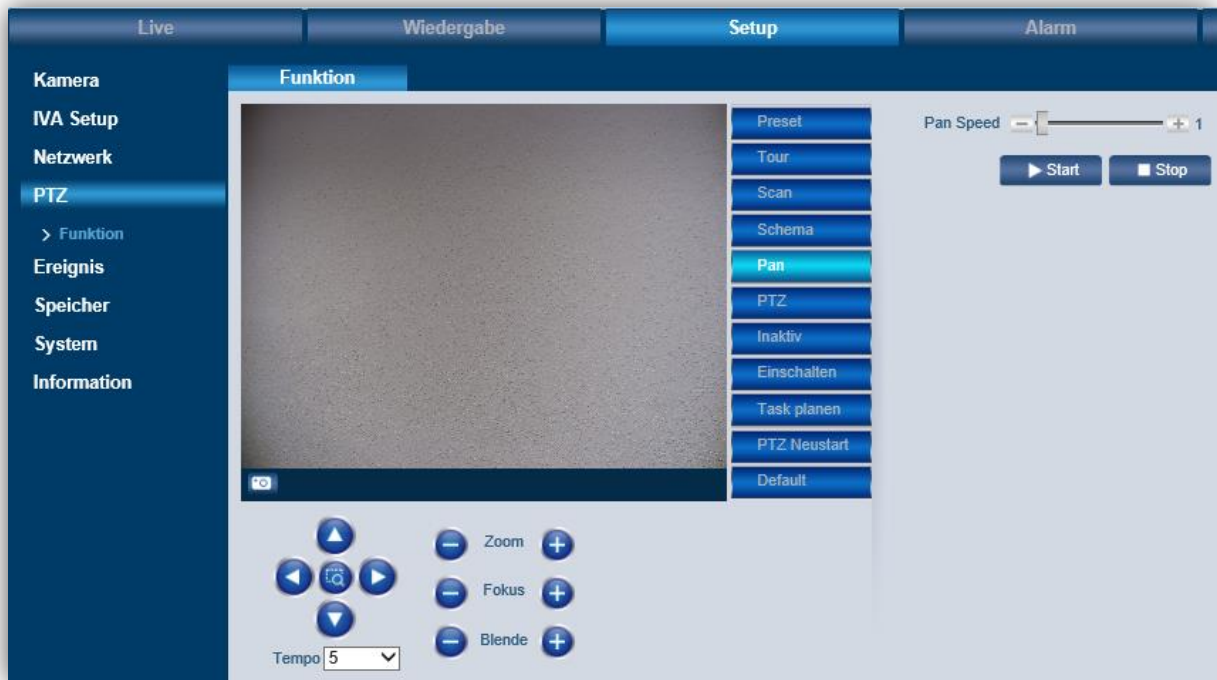 Live
Wiedergabe
Setup
Alarm
Kamera
IVA Setup
Netzwerk
PTZ
Funktion
Ereignis
Speicher
System
Information
Funktion
Preset
Tour
Scan
Schema
Pan
PTZ
Inaktiv
Einschalten
Task planen
PTZ Neustart
Default
Pan Speed 1
Start Stop
Zoom
Fokus
Blende
Tempo 5